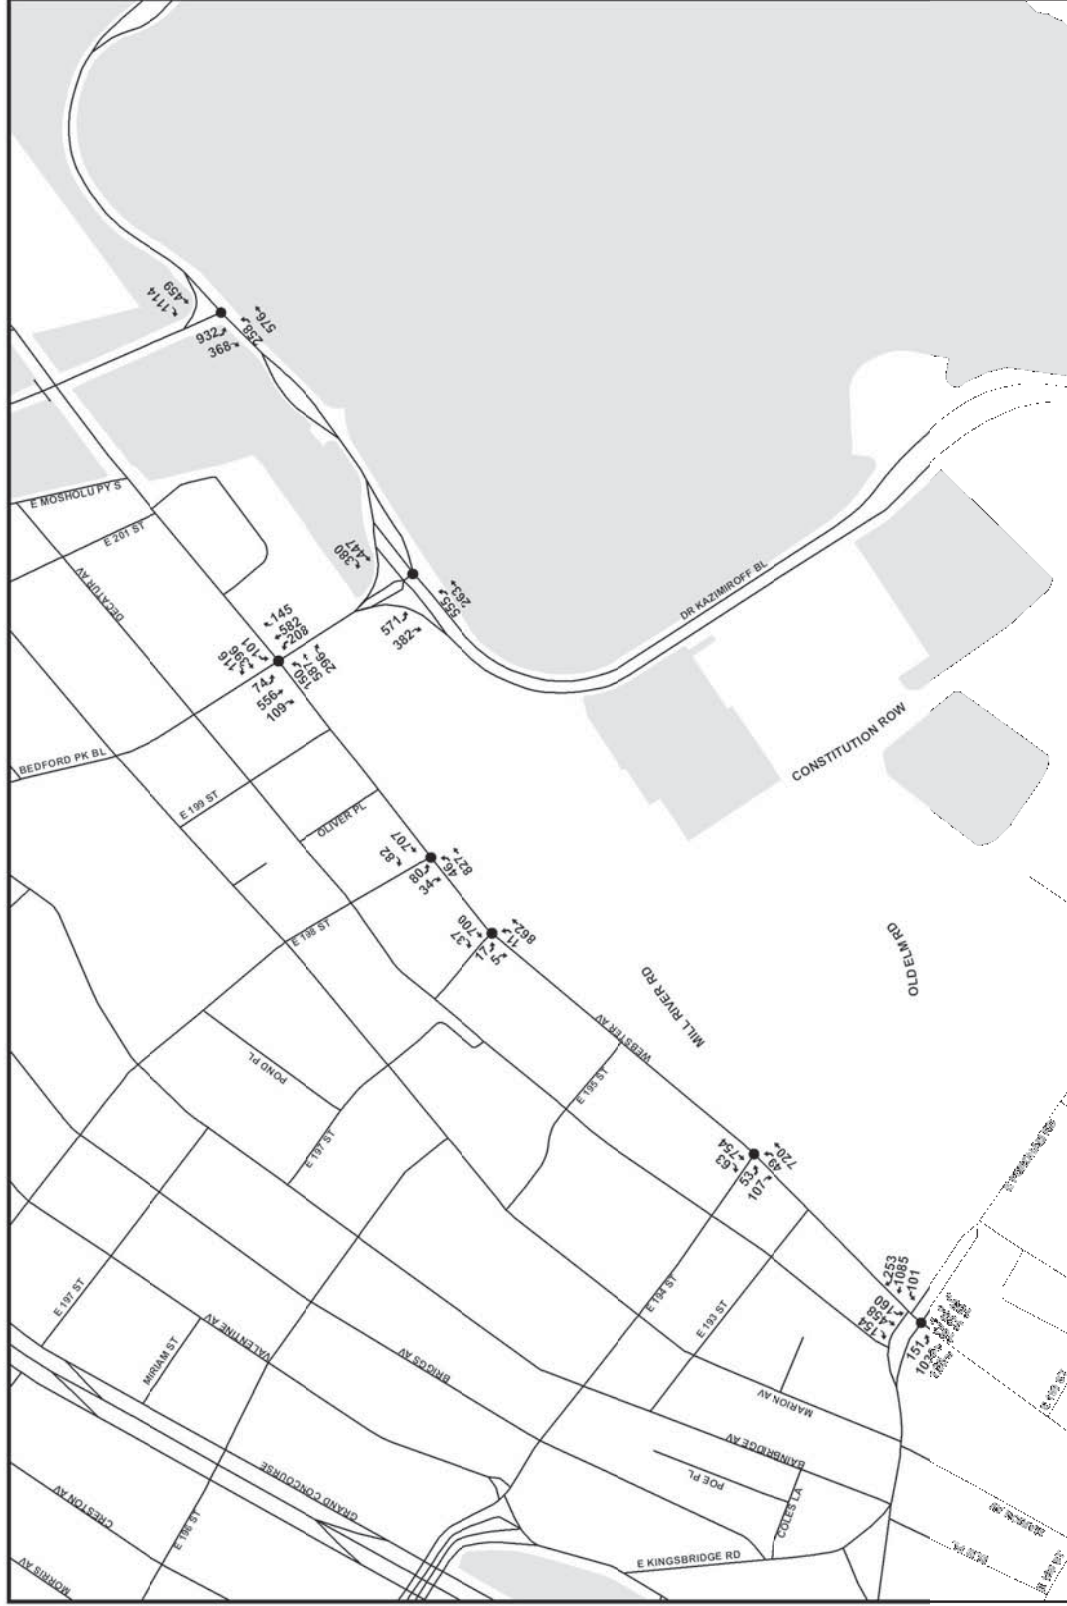 1114
459
932
368
258
576
E MOSHOLU PY S
E 201 ST
DECATUR AV
380
447
555
263
571
382
DR KAZIMIROFF BL
145
582
208
101
396
116
74
556
109
150
587
296
BEDFORD PK BL
E 199 ST
OLIVER PL
CONSTITUTION ROW
82
707
80
34
46
827
E 198 ST
37
700
17
5
11
862
OLD ELM RD
MILL RIVER RD
WEBSTER AV
POND PL
E 195 ST
E 197 ST
63
754
53
107
49
720
E 197 ST
E 194 ST
E 193 ST
253
1085
101
160
458
154
151
MIRIAM ST
VALENTINE AV
BRIGGS AV
MARION AV
BAINBRIDGE AV
POE PL
COLES LA
GRAND CONCOURSE
CRESTON AV
E 196 ST
MORRIS AV
E KINGSBRIDGE RD